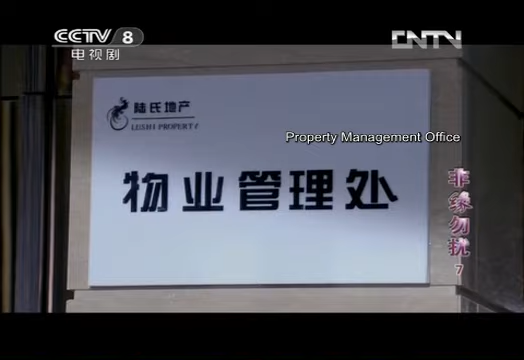 CCTV 8
电视剧
CNTV
陆氏地产
LUSHI·PROPERTY
Property Management Office
物业管理处
非缘勿扰
7